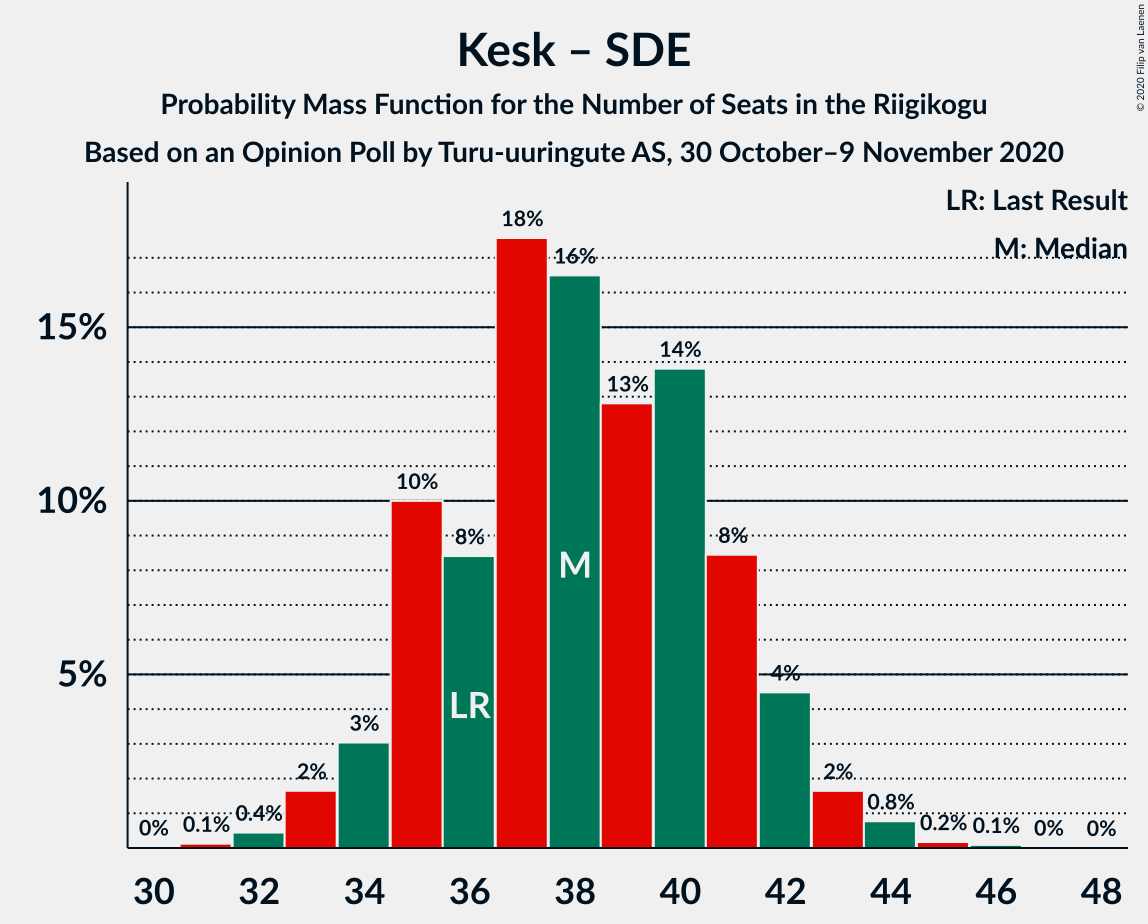 Kesk – SDE
Probability Mass Function for the Number of Seats in the Riigikogu
Based on an Opinion Poll by Turu-uuringute AS, 30 October–9 November 2020
© 2020 Filip van Laenen
LR: Last Result
M: Median
15%
10%
5%
0%
0.1%
0.4%
2%
3%
10%
8%
18%
16%
13%
14%
8%
4%
2%
0.8%
0.2%
0.1%
0%
0%
LR
M
30 32 34 36 38 40 42 44 46 48